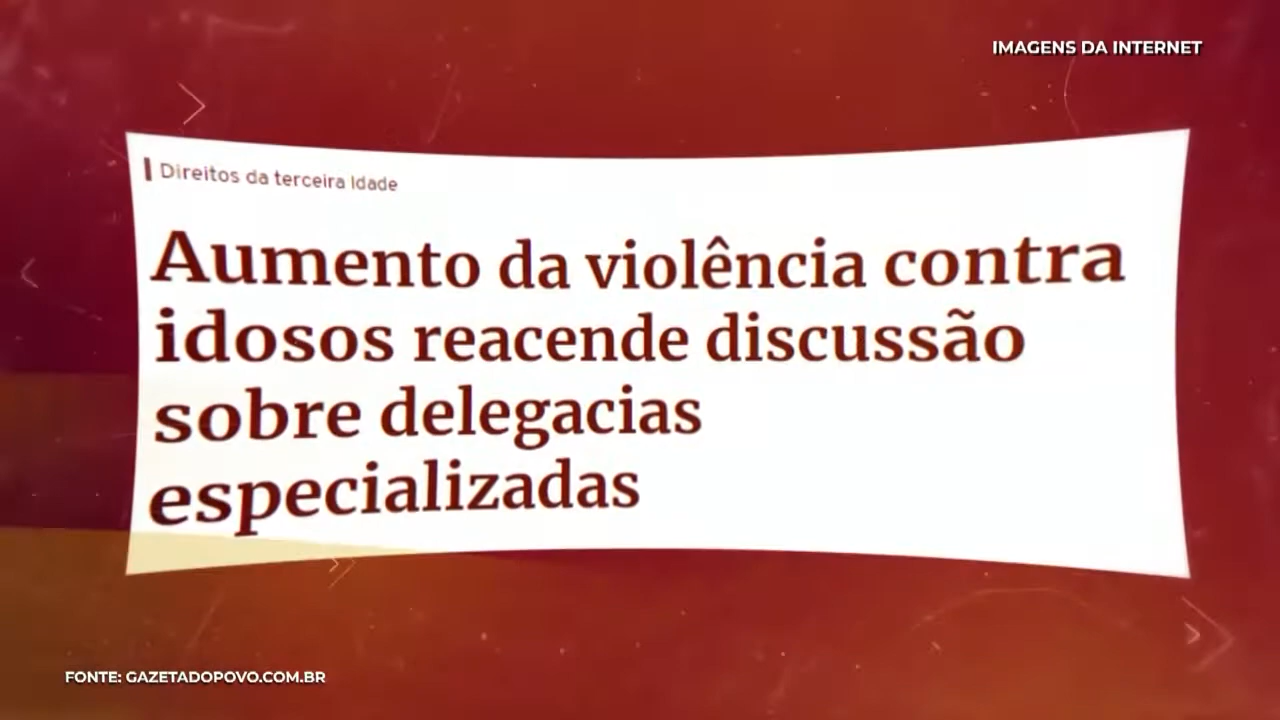 IMAGENS DA INTERNET
Direitos da terceira Idade
Aumento da violência contra
idosos reacende discussão
sobre delegacias
especializadas
FONTE: GAZETADOPOVO.COM.BR